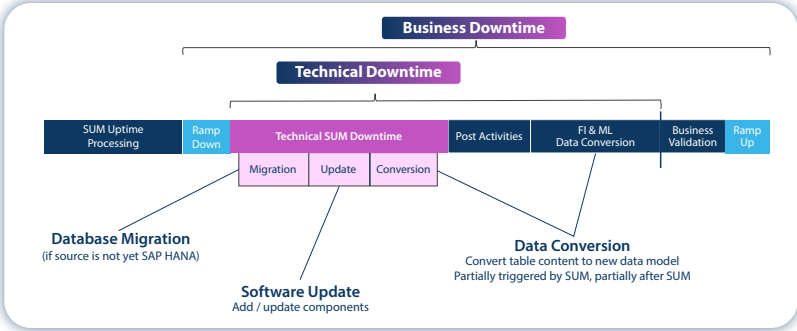 Business Downtime
Technical Downtime
SUM Uptime
Processing
Ramp
Down
Technical SUM Downtime
Post Activities
FI & ML
Data Conversion
Business
Validation
Ramp
Up
Migration
Update
Conversion
Database Migration
(if source is not yet SAP HANA)
Software Update
Add / update components
Data Conversion
Convert table content to new data model
Partially triggered by SUM, partially after SUM